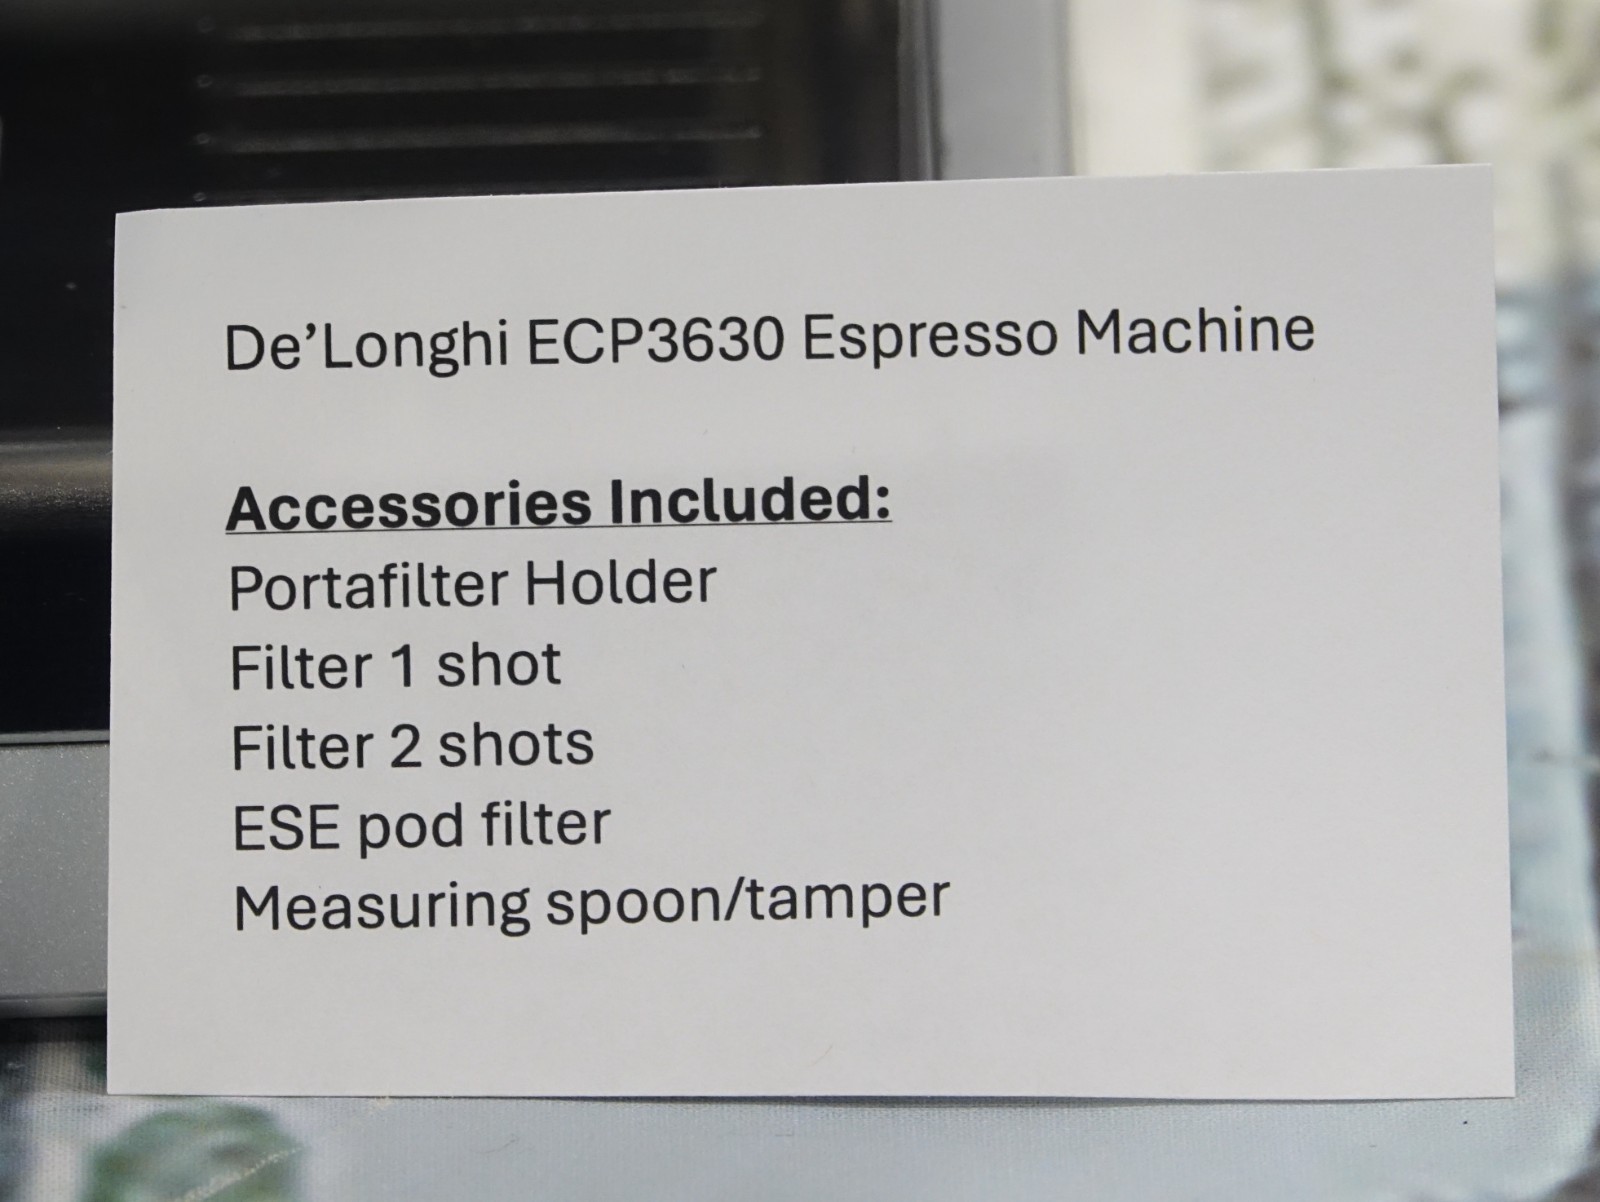 De’Longhi ECP3630 Espresso Machine
Accessories Included:
Portafilter Holder
Filter 1 shot
Filter 2 shots
ESE pod filter
Measuring spoon/tamper